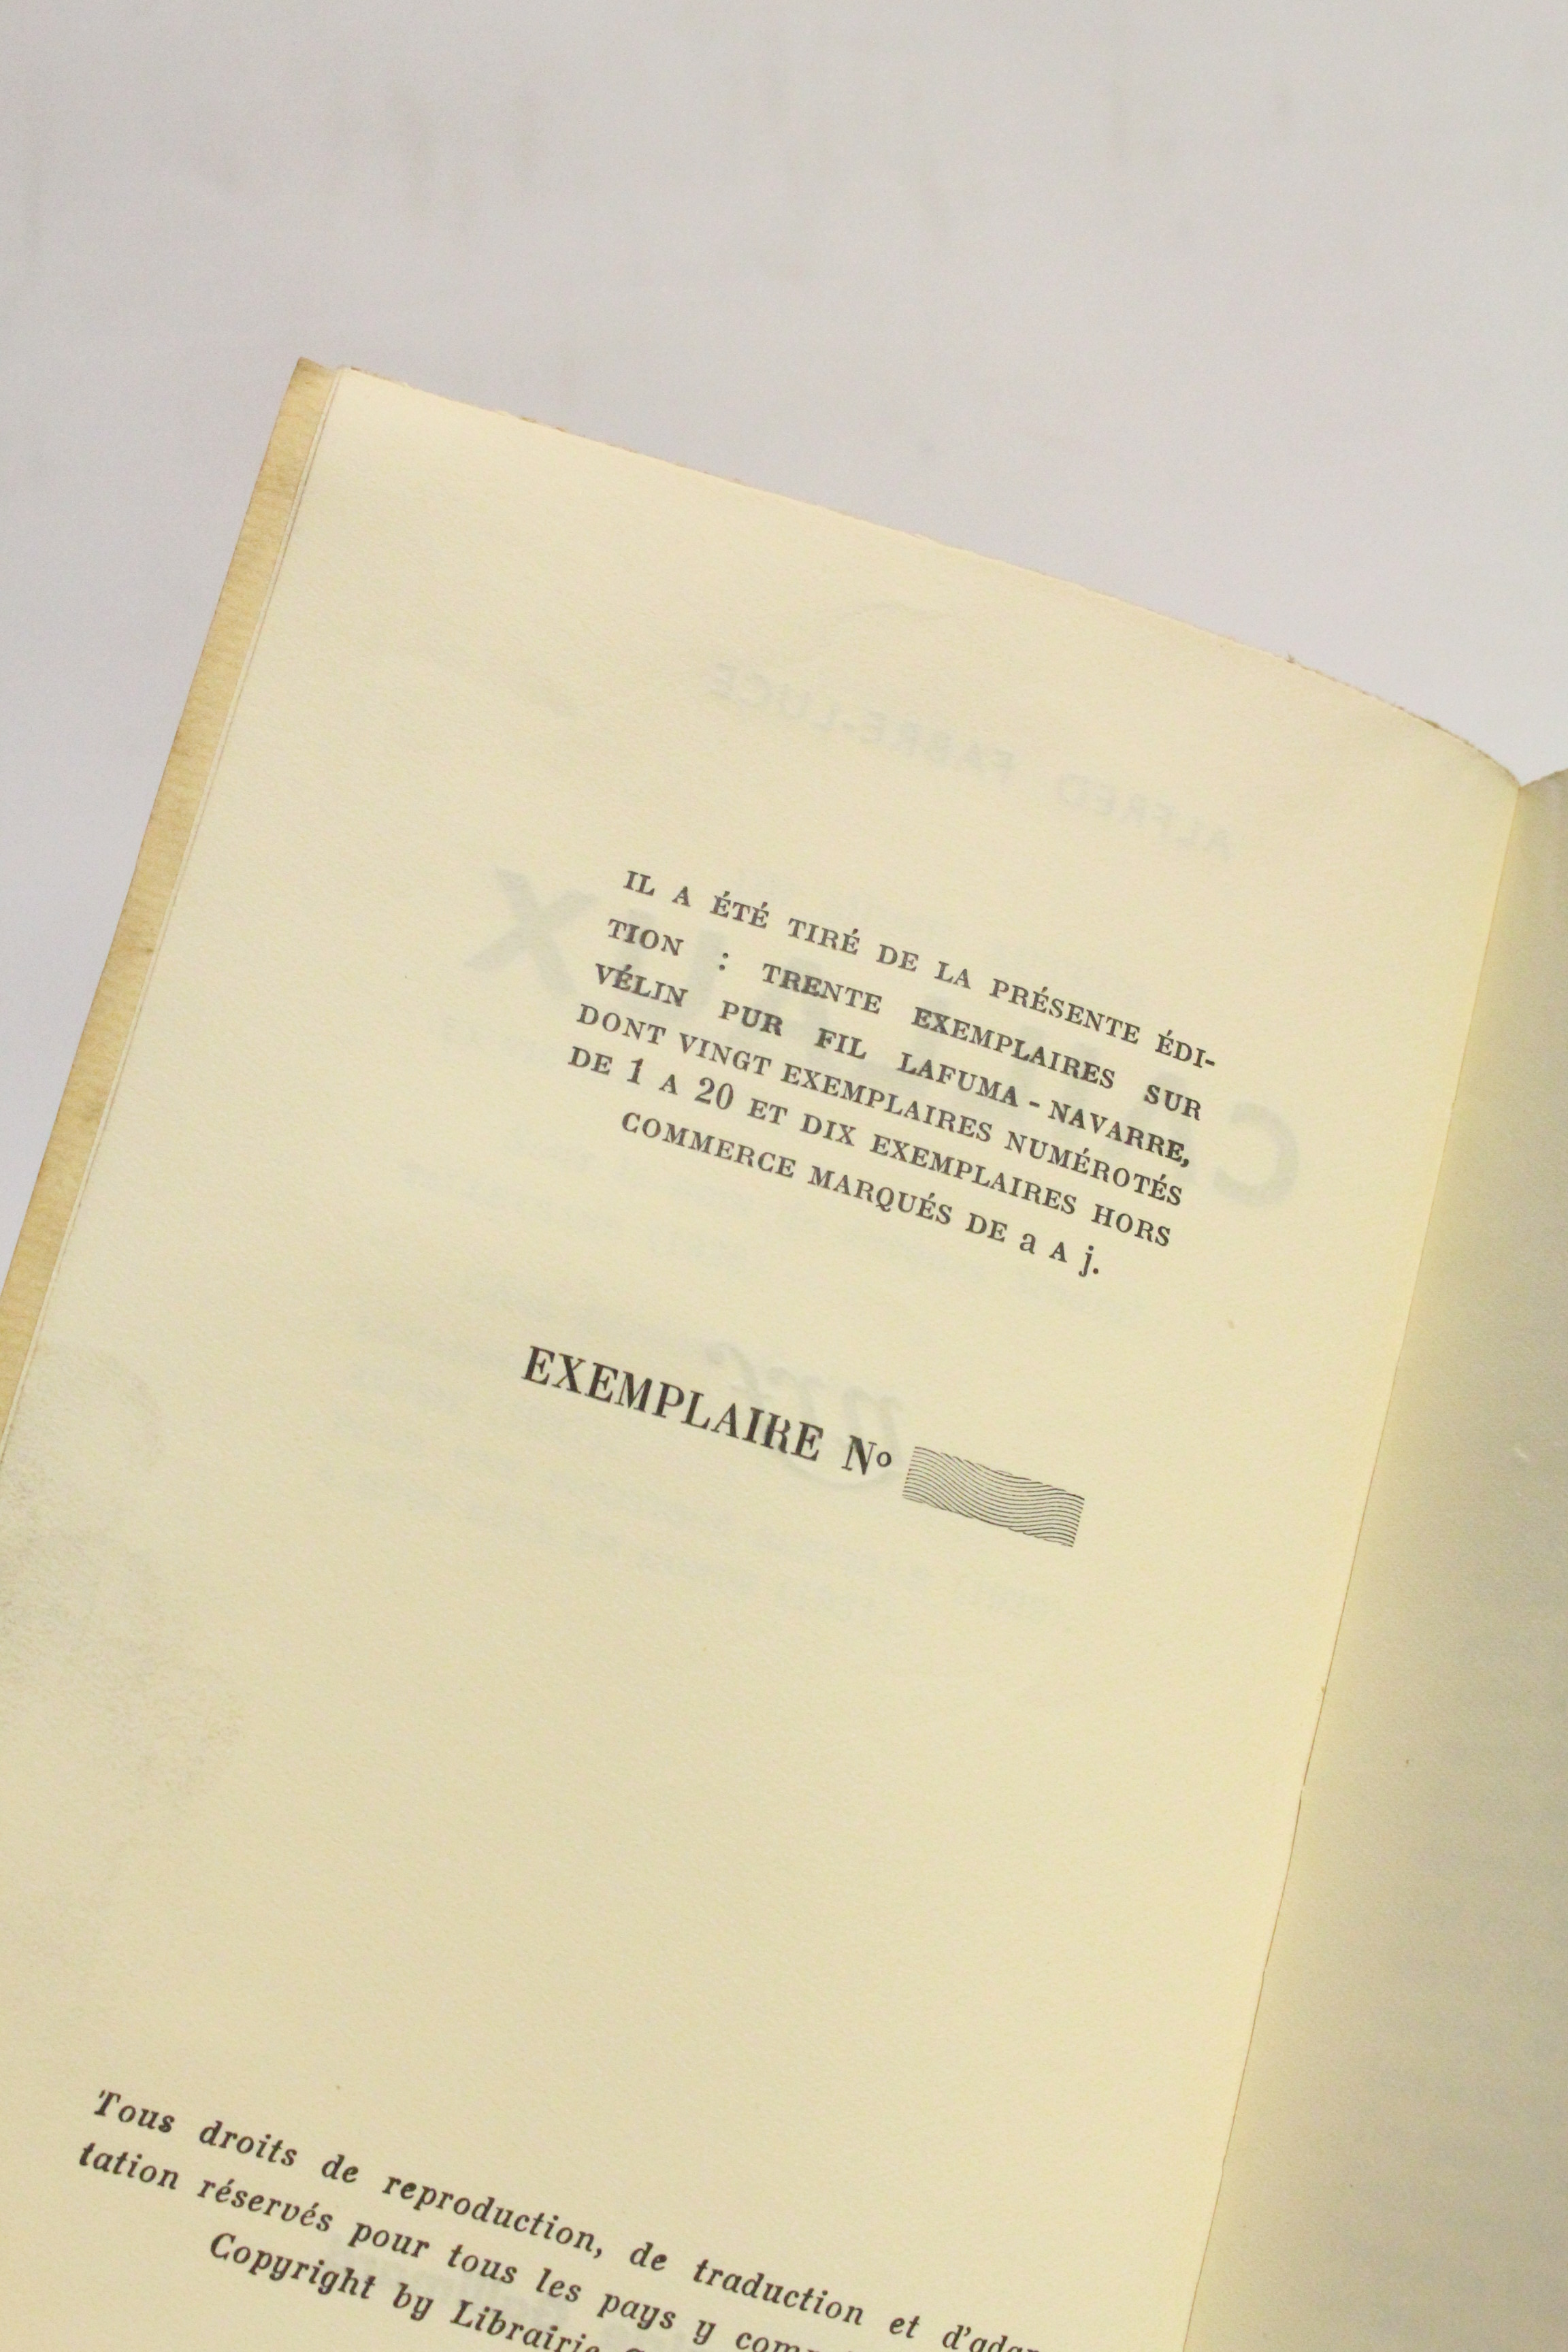 IL A ÉTÉ TIRÉ DE LA PRÉSENTE ÉDI-
TION : TRENTE EXEMPLAIRES SUR
VÉLIN PUR FIL LAFUMA - NAVARRE,
DONT VINGT EXEMPLAIRES NUMÉROTÉS
DE 1 A 20 ET DIX EXEMPLAIRES HORS
COMMERCE MARQUÉS DE a A j.
EXEMPLAIRE Nº
Tous droits de reproduction, de traduction et
tation réservés pour tous les pays y
Copyright by Librairie